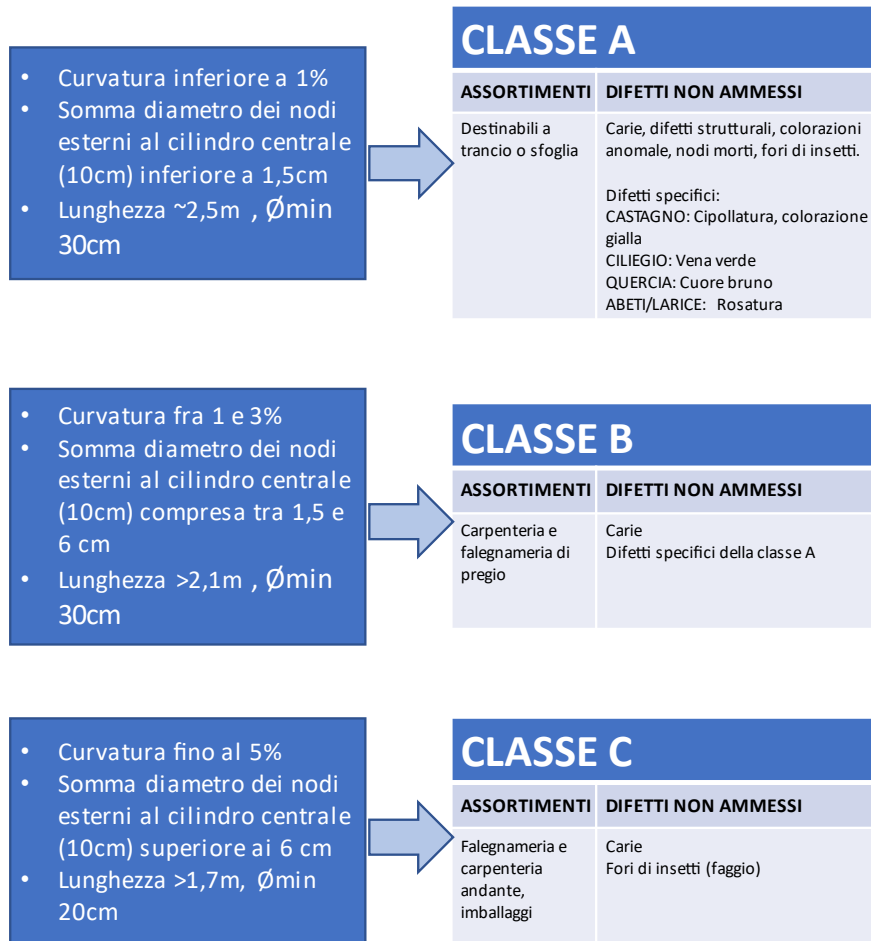 • Curvatura inferiore a 1%
• Somma diametro dei nodi
esterni al cilindro centrale
(10cm) inferiore a 1,5cm
• Lunghezza ~2,5m , Ømin
30cm
CLASSE A
ASSORTIMENTI DIFETTI NON AMMESSI
Destinabili a
trancio o sfoglia
Carie, difetti strutturali, colorazioni
anomale, nodi morti, fori di insetti.
Difetti specifici:
CASTAGNO: Cipollatura, colorazione
gialla
CILIEGIO: Vena verde
QUERCIA: Cuore bruno
ABETI/LARICE: Rosatura
• Curvatura fra 1 e 3%
• Somma diametro dei nodi
esterni al cilindro centrale
(10cm) compresa tra 1,5 e
6 cm
• Lunghezza >2,1m , Ømin
30cm
CLASSE B
ASSORTIMENTI DIFETTI NON AMMESSI
Carpenteria e
falegnameria di
pregio
Carie
Difetti specifici della classe A
• Curvatura fino al 5%
• Somma diametro dei nodi
esterni al cilindro centrale
(10cm) superiore ai 6 cm
• Lunghezza >1,7m, Ømin
20cm
CLASSE C
ASSORTIMENTI DIFETTI NON AMMESSI
Falegnameria e
carpenteria
andante,
imballaggi
Carie
Fori di insetti (faggio)